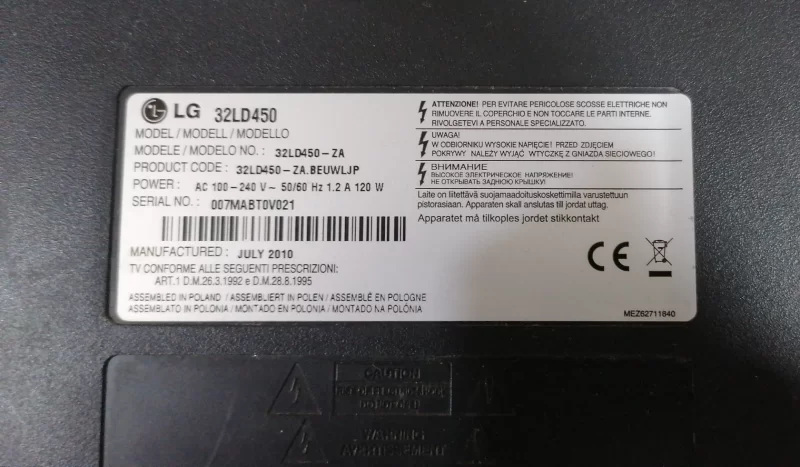 LG 32LD450
MODEL / MODELL / MODELLO
MODELE / MODELO NO. : 32LD450-ZA
PRODUCT CODE : 32LD450-ZA.BEUWLJP
POWER : AC 100-240 V~ 50/60 Hz 1.2 A 120 W
SERIAL NO. : 007MABT0V021
MANUFACTURED : JULY 2010
TV CONFORME ALLE SEGUENTI PRESCRIZIONI:
ART.1 D.M.26.3.1992 e D.M.28.8.1995
ASSEMBLED IN POLAND / ASSEMBLIERT IN POLEN / ASSEMBLÉ EN POLOGNE
ASSEMBLATO IN POLONIA / MONTADO EN POLONIA / MONTADO NA POLÓNIA
ATTENZIONE! PER EVITARE PERICOLOSE SCOSSE ELETTRICHE NON
RIMUOVERE IL COPERCHIO E NON TOCCARE LE PARTI INTERNE.
RIVOLGETEVI A PERSONALE SPECIALIZZATO.
UWAGA!
W ODBIORNIKU WYSOKIE NAPIĘCIE! PRZED ZDJĘCIEM
POKRYWY NALEŻY WYJĄĆ WTYCZKĘ Z GNIAZDA SIECIOWEGO!
ВНИМАНИЕ
ВЫСОКОЕ ЭЛЕКТРИЧЕСКОЕ НАПРЯЖЕНИЕ!
НЕ ОТКРЫВАТЬ ЗАДНЮЮ КРЫШКУ!
Laite on liitettävä suojamaadoituskoskettimilla varustettuun
pistorasiaan. Apparaten skall anslutas till jordat uttag.
Apparatet må tilkoples jordet stikkontakt
CE
MEZ62711840
CAUTION
WARNING
AVERTISSEMENT